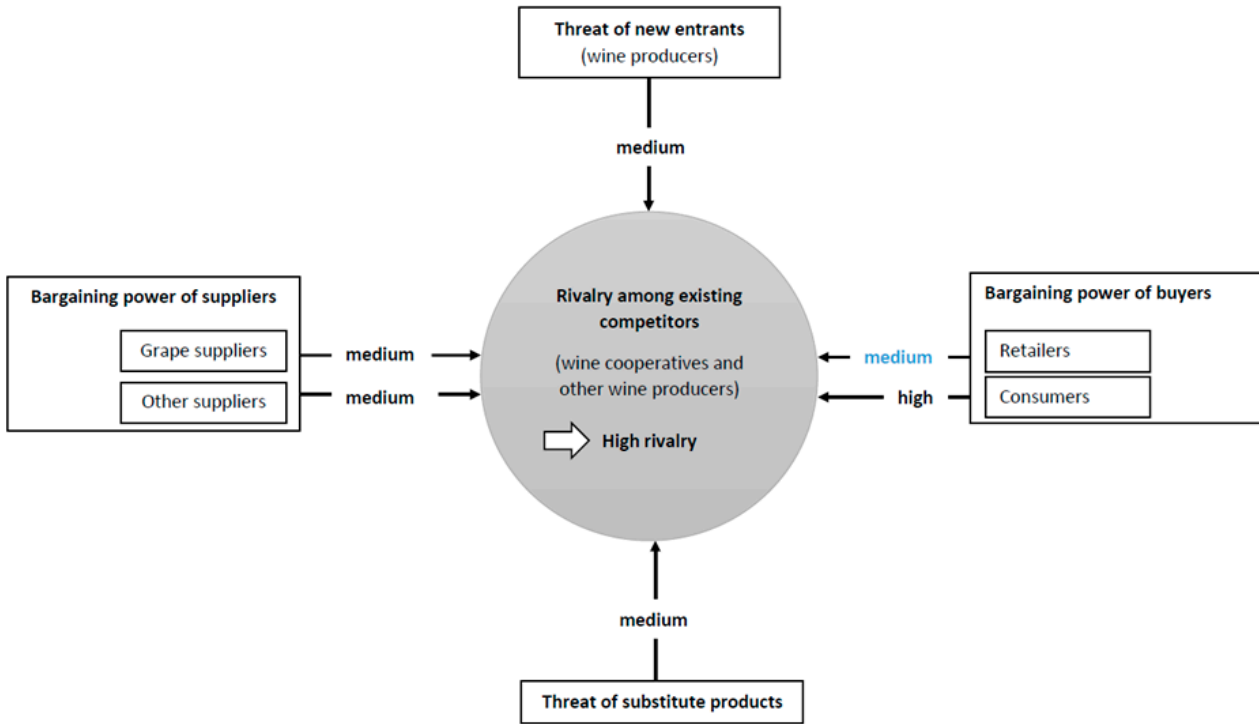 Threat of new entrants
(wine producers)
medium
Bargaining power of suppliers
Grape suppliers
Other suppliers
medium
medium
Rivalry among existing
competitors
(wine cooperatives and
other wine producers)
High rivalry
Bargaining power of buyers
medium
Retailers
high
Consumers
medium
Threat of substitute products